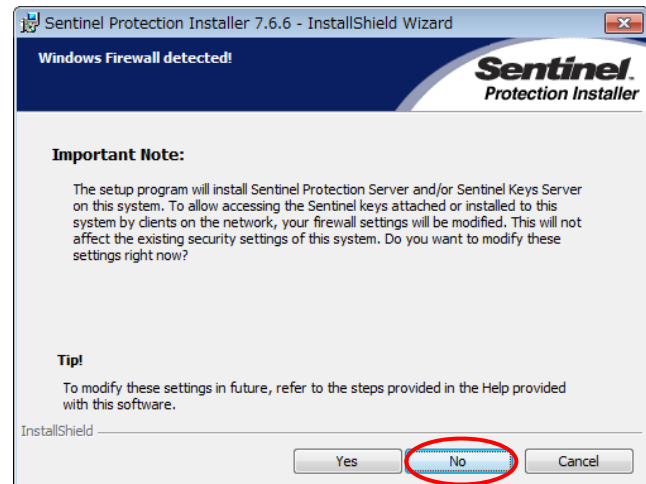 Sentinel Protection Installer 7.6.6 - InstallShield Wizard
Windows Firewall detected!
Sentinel.
Protection Installer
Important Note:
The setup program will install Sentinel Protection Server and/or Sentinel Keys Server
on this system. To allow accessing the Sentinel keys attached or installed to this
system by clients on the network, your firewall settings will be modified. This will not
affect the existing security settings of this system. Do you want to modify these
settings right now?
Tip!
To modify these settings in future, refer to the steps provided in the Help provided
with this software.
InstallShield
Yes No Cancel